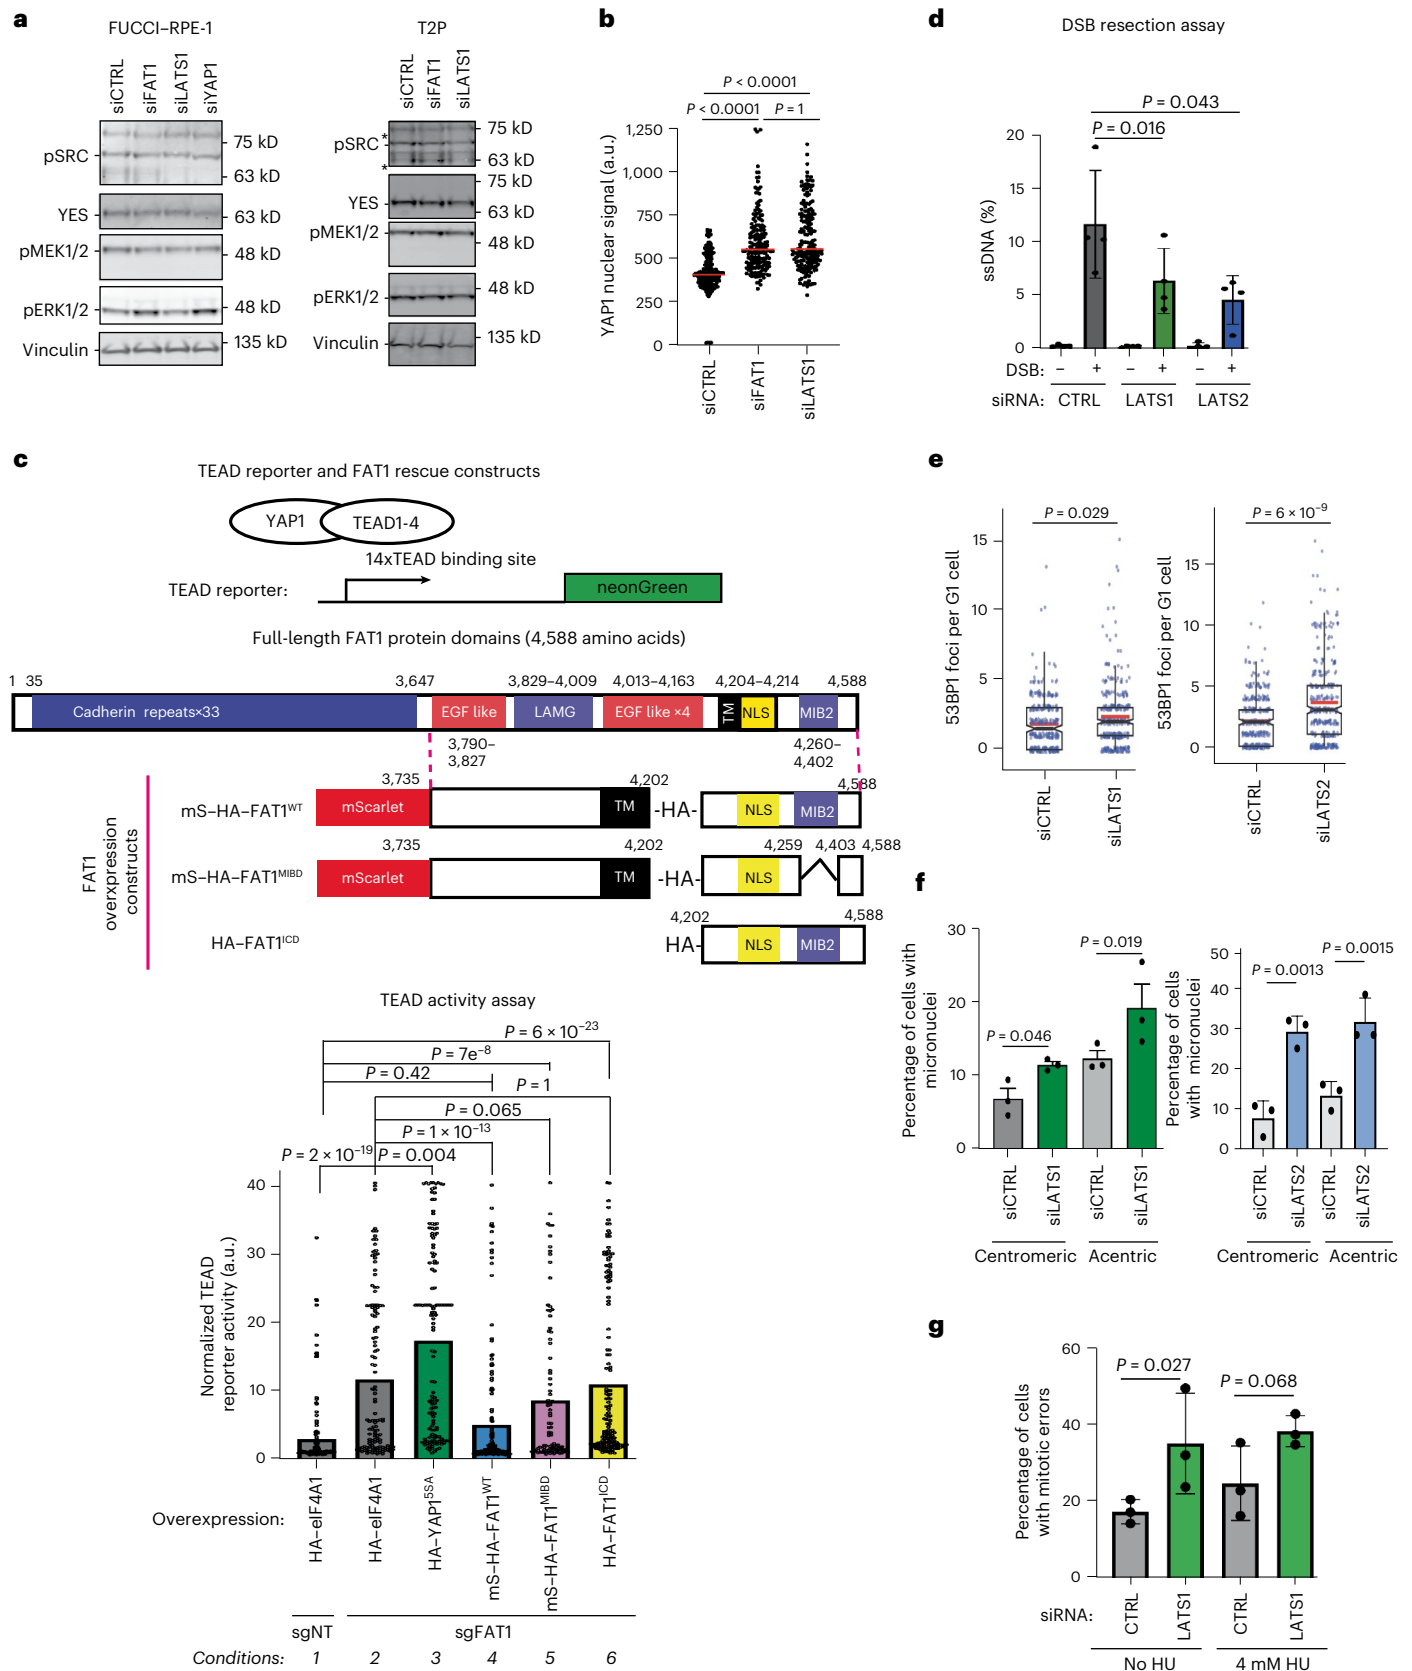 a
FUCCI–RPE-1
siCTRL
siFAT1
siLATS1
siYAP1
pSRC
75 kD
63 kD
YES
63 kD
pMEK1/2
48 kD
pERK1/2
48 kD
Vinculin
135 kD
T2P
siCTRL
siFAT1
siLATS1
pSRC
*
*
75 kD
63 kD
75 kD
YES
63 kD
pMEK1/2
48 kD
pERK1/2
48 kD
Vinculin
135 kD
b
P < 0.0001
P < 0.0001
P = 1
YAP1 nuclear signal (a.u.)
1,250
1,000
750
500
250
0
siCTRL
siFAT1
siLATS1
d
DSB resection assay
P = 0.043
P = 0.016
ssDNA (%)
20
15
10
5
0
DSB: – + – + – +
siRNA: CTRL LATS1 LATS2
c
TEAD reporter and FAT1 rescue constructs
YAP1
TEAD1-4
14xTEAD binding site
TEAD reporter:
neonGreen
Full-length FAT1 protein domains (4,588 amino acids)
1 35 3,647 3,829–4,009 4,013–4,163 4,204–4,214 4,588
Cadherin repeats×33
EGF like
LAMG
EGF like ×4
TM
NLS
MIB2
3,790–
3,827
4,260–
4,402
FAT1
overxpression
constructs
3,735 4,202 4,588
mS–HA–FAT1WT
mScarlet
TM
-HA-
NLS
MIB2
3,735 4,202 4,259 4,403 4,588
mS–HA–FAT1MIBD
mScarlet
TM
-HA-
NLS
4,202 4,588
HA–FAT1ICD
HA-
NLS
MIB2
TEAD activity assay
P = 6 × 10–23
P = 7e–8
P = 0.42
P = 1
P = 0.065
P = 1 × 10–13
P = 2 × 10–19
P = 0.004
Normalized TEAD
reporter activity (a.u.)
40
30
20
10
0
Overexpression:
HA–eIF4A1
HA–eIF4A1
HA–YAP15SA
mS–HA–FAT1WT
mS–HA–FAT1MIBD
HA–FAT1ICD
sgNT
sgFAT1
Conditions: 1 2 3 4 5 6
e
P = 0.029
53BP1 foci per G1 cell
15
10
5
0
siCTRL
siLATS1
P = 6 × 10–9
53BP1 foci per G1 cell
15
10
5
0
siCTRL
siLATS2
f
Percentage of cells with
micronuclei
30
20
10
0
P = 0.046
P = 0.019
siCTRL
siLATS1
siCTRL
siLATS1
Centromeric
Acentric
Percentage of cells
with micronuclei
50
40
30
20
10
0
P = 0.0013
P = 0.0015
siCTRL
siLATS2
siCTRL
siLATS2
Centromeric
Acentric
g
Percentage of cells
with mitotic errors
60
40
20
0
P = 0.027
P = 0.068
siRNA:
CTRL
LATS1
CTRL
LATS1
No HU
4 mM HU